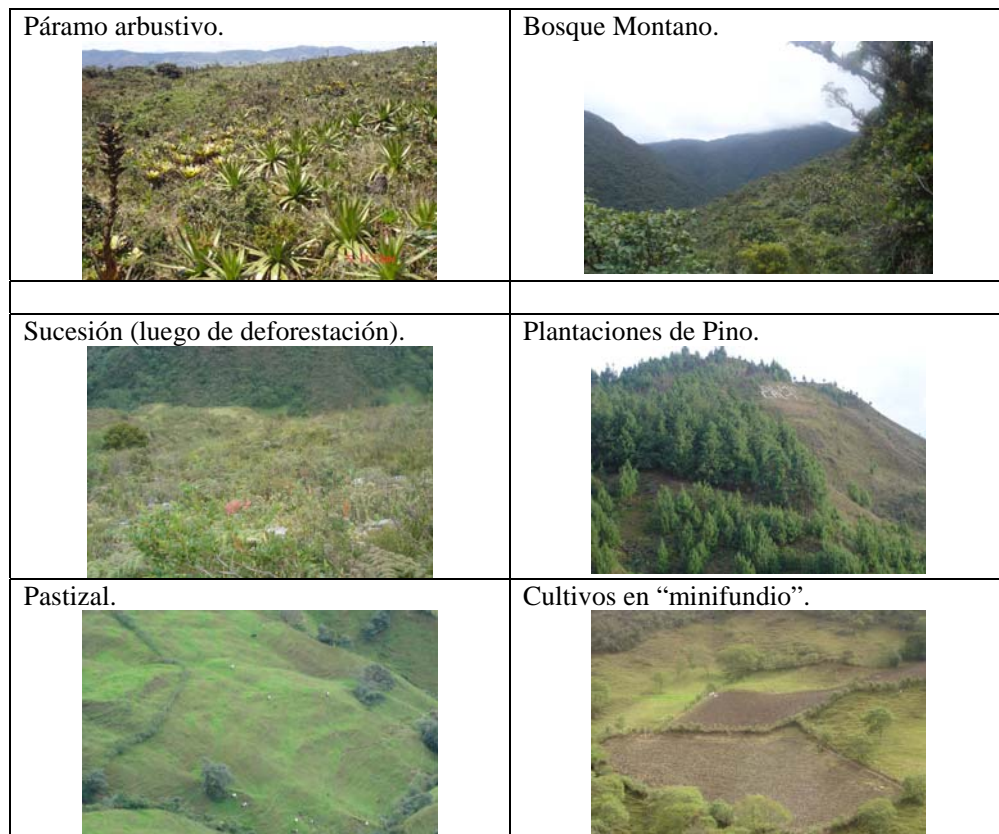 Páramo arbustivo.
Bosque Montano.
Sucesión (luego de deforestación).
Plantaciones de Pino.
Pastizal.
Cultivos en “minifundio”.